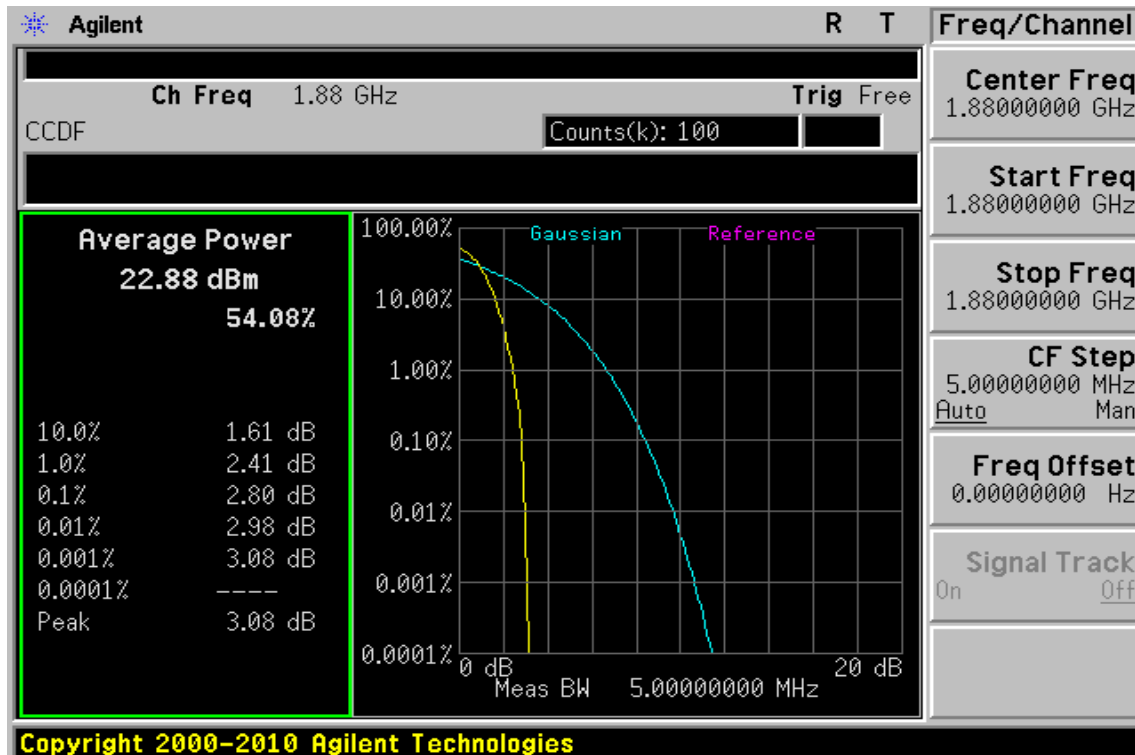 Agilent R T
Freq/Channel
Ch Freq 1.88 GHz Trig Free
CCDF Counts(k): 100
Average Power
22.88 dBm
54.08%
10.0% 1.61 dB
1.0% 2.41 dB
0.1% 2.80 dB
0.01% 2.98 dB
0.001% 3.08 dB
0.0001% ----
Peak 3.08 dB
Gaussian Reference
100.00%
10.00%
1.00%
0.10%
0.01%
0.001%
0.0001%
0 dB 20 dB
Meas BW 5.00000000 MHz
Center Freq
1.88000000 GHz
Start Freq
1.88000000 GHz
Stop Freq
1.88000000 GHz
CF Step
5.00000000 MHz
Auto Man
Freq Offset
0.00000000 Hz
Signal Track
On Off
Copyright 2000-2010 Agilent Technologies